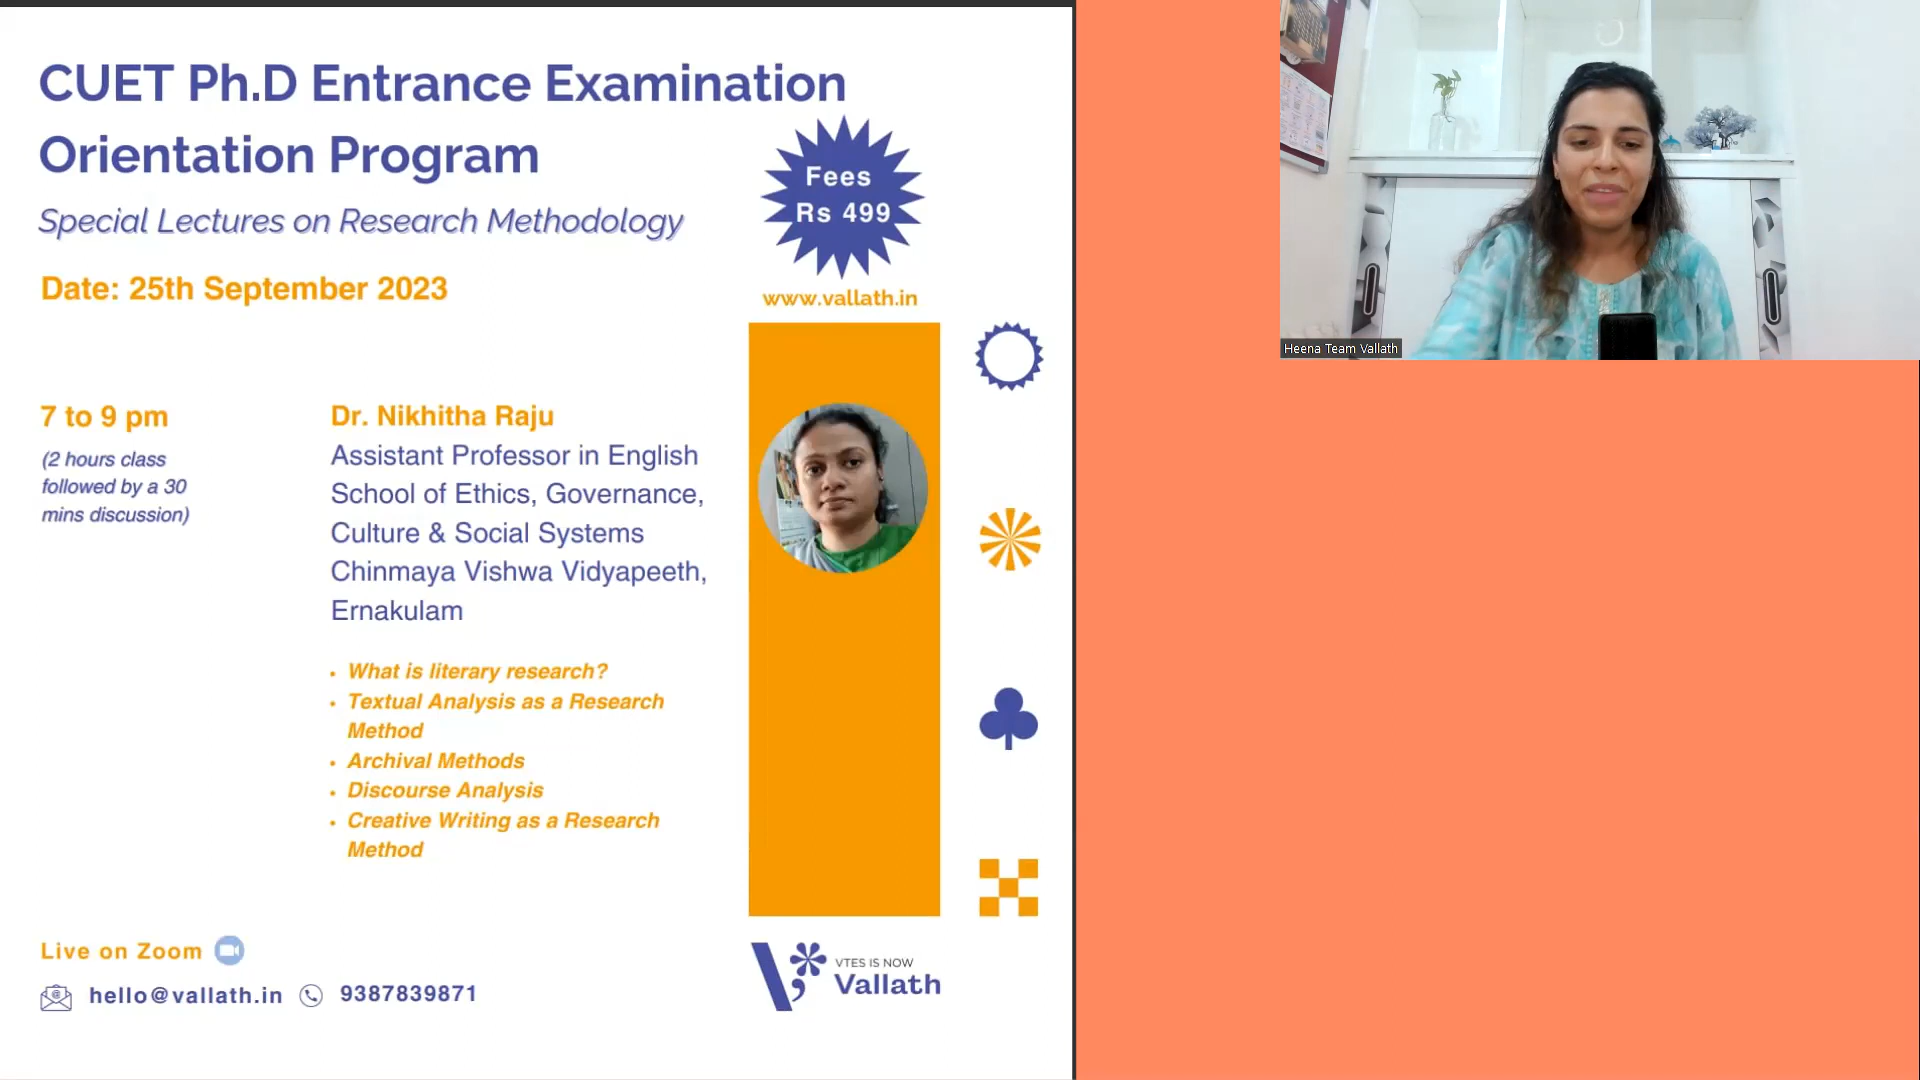 CUET Ph.D Entrance Examination
Orientation Program
Special Lectures on Research Methodology
Date: 25th September 2023
Fees
Rs 499
www.vallath.in
7 to 9 pm
(2 hours class
followed by a 30
mins discussion)
Dr. Nikhitha Raju
Assistant Professor in English
School of Ethics, Governance,
Culture & Social Systems
Chinmaya Vishwa Vidyapeeth,
Ernakulam
• What is literary research?
• Textual Analysis as a Research
Method
• Archival Methods
• Discourse Analysis
• Creative Writing as a Research
Method
Live on Zoom
hello@vallath.in
9387839871
VTES IS NOW
Vallath
Heena Team Vallath